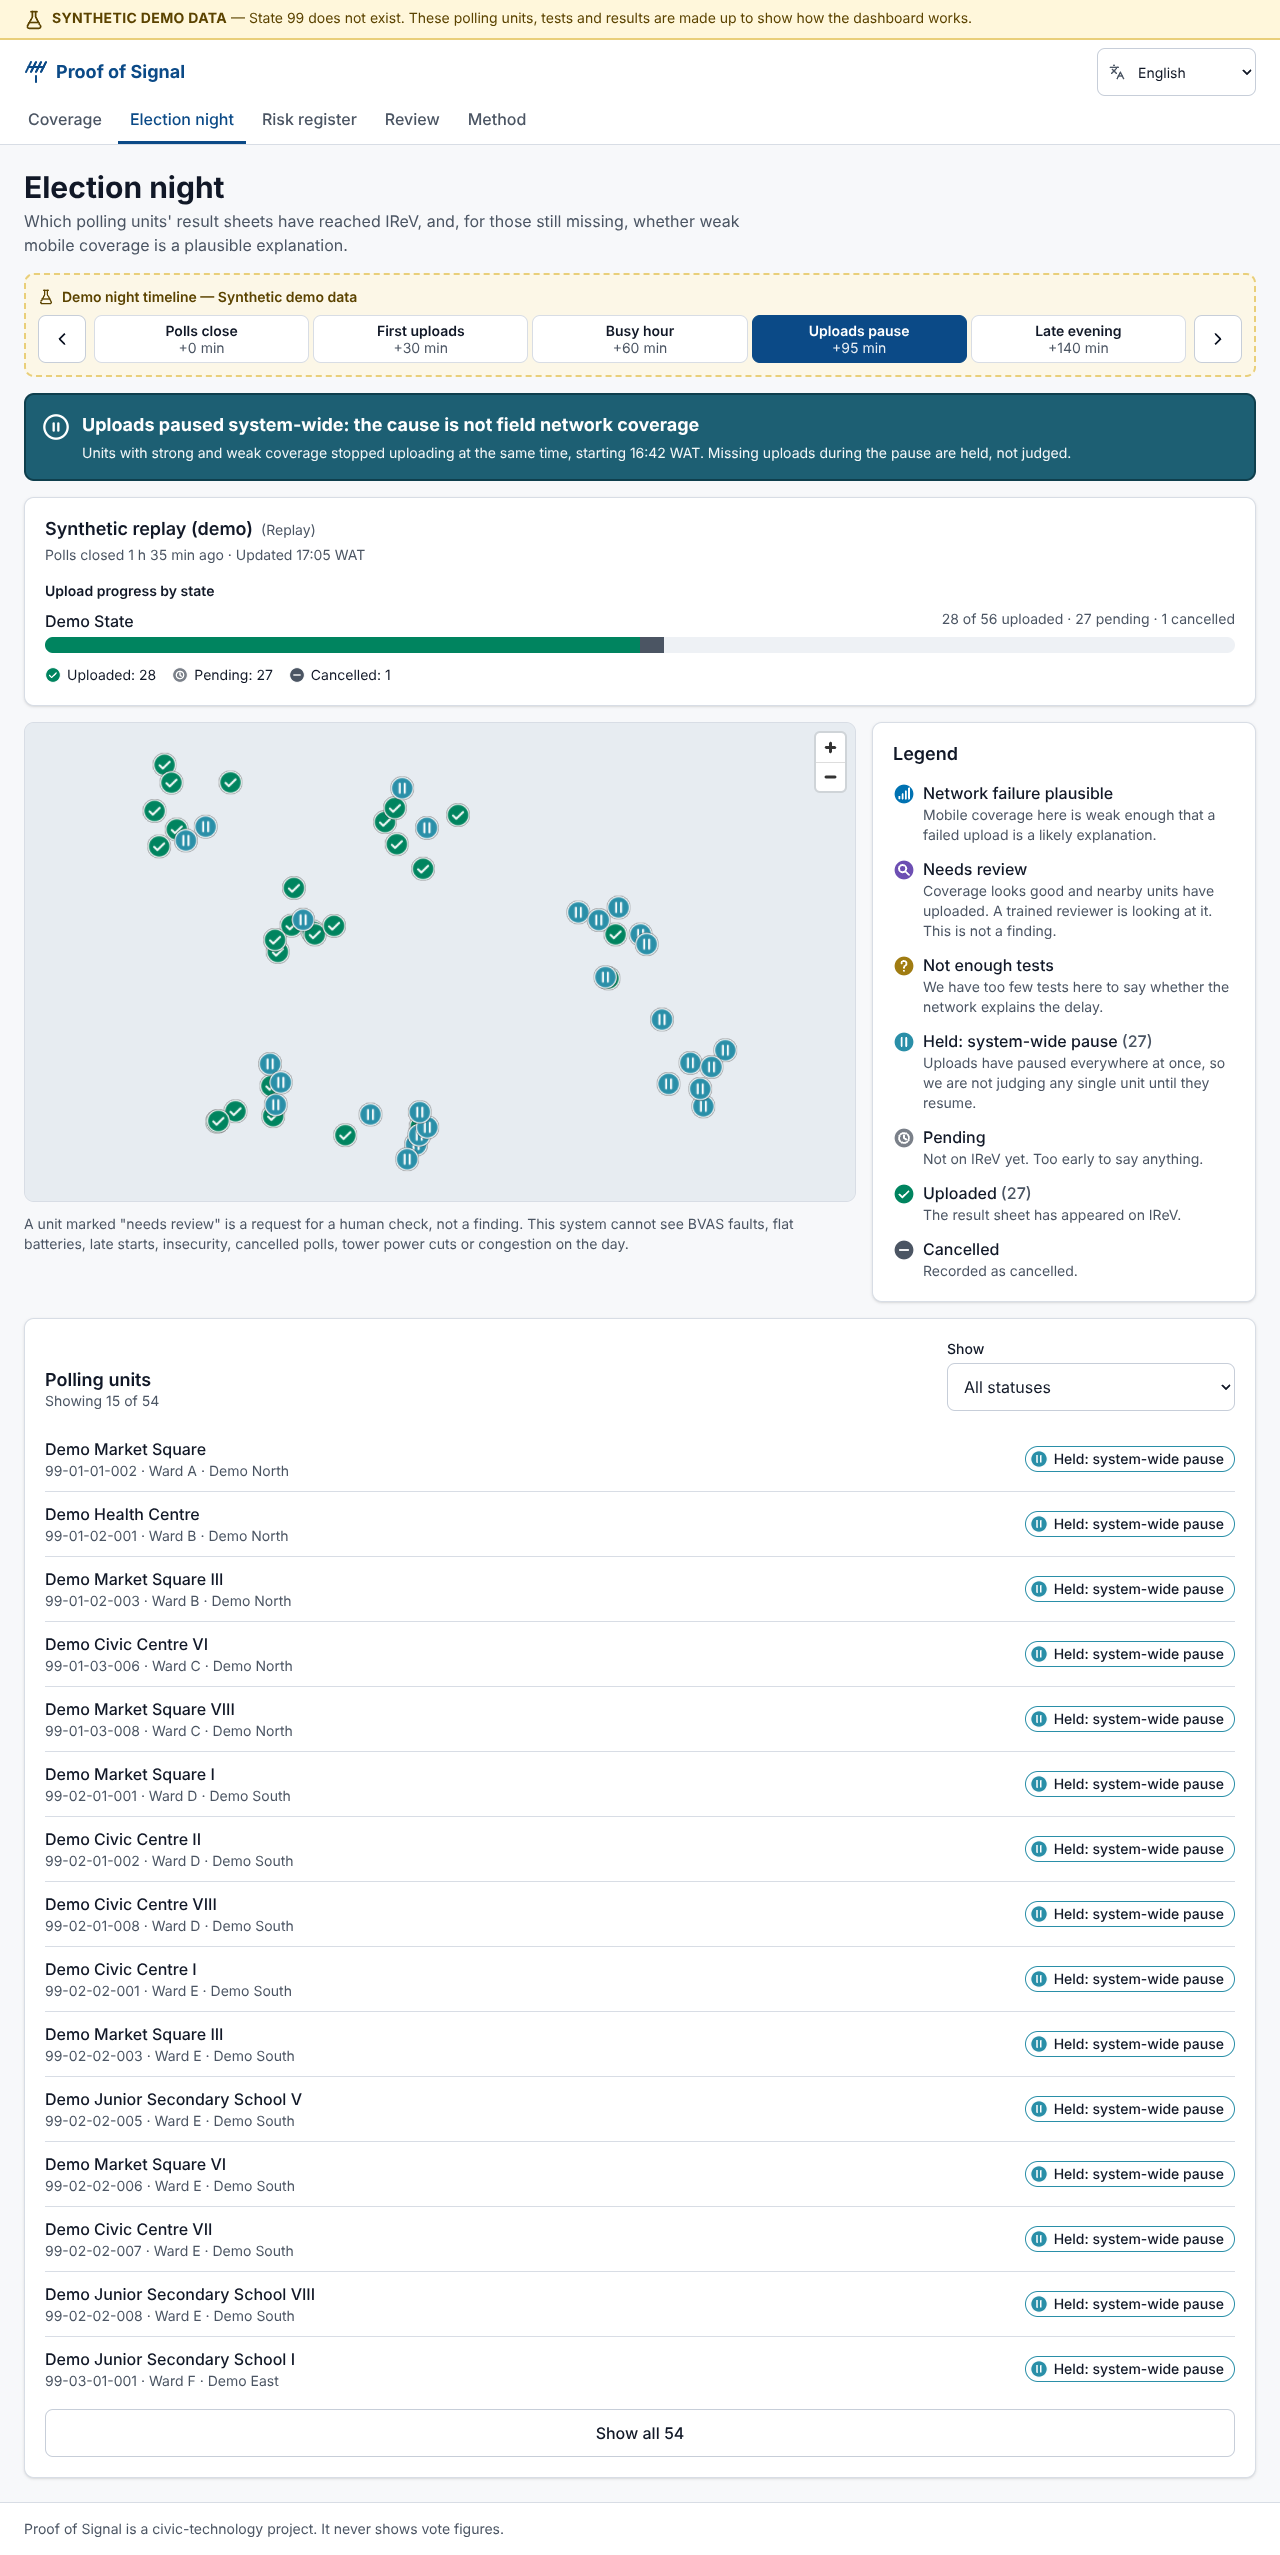 SYNTHETIC DEMO DATA — State 99 does not exist. These polling units, tests and results are made up to show how the dashboard works.
Proof of Signal
English
Coverage
Election night
Risk register
Review
Method
Election night
Which polling units' result sheets have reached IReV, and, for those still missing, whether weak
mobile coverage is a plausible explanation.
Demo night timeline — Synthetic demo data
Polls close
+0 min
First uploads
+30 min
Busy hour
+60 min
Uploads pause
+95 min
Late evening
+140 min
Uploads paused system-wide: the cause is not field network coverage
Units with strong and weak coverage stopped uploading at the same time, starting 16:42 WAT. Missing uploads during the pause are held, not judged.
Synthetic replay (demo) (Replay)
Polls closed 1 h 35 min ago · Updated 17:05 WAT
Upload progress by state
Demo State
28 of 56 uploaded · 27 pending · 1 cancelled
Uploaded: 28
Pending: 27
Cancelled: 1
+
−
A unit marked "needs review" is a request for a human check, not a finding. This system cannot see BVAS faults, flat
batteries, late starts, insecurity, cancelled polls, tower power cuts or congestion on the day.
Legend
Network failure plausible
Mobile coverage here is weak enough that a
failed upload is a likely explanation.
Needs review
Coverage looks good and nearby units have
uploaded. A trained reviewer is looking at it.
This is not a finding.
Not enough tests
We have too few tests here to say whether the
network explains the delay.
Held: system-wide pause (27)
Uploads have paused everywhere at once, so
we are not judging any single unit until they
resume.
Pending
Not on IReV yet. Too early to say anything.
Uploaded (27)
The result sheet has appeared on IReV.
Cancelled
Recorded as cancelled.
Polling units
Showing 15 of 54
Show
All statuses
Demo Market Square
99-01-01-002 · Ward A · Demo North
Held: system-wide pause
Demo Health Centre
99-01-02-001 · Ward B · Demo North
Held: system-wide pause
Demo Market Square III
99-01-02-003 · Ward B · Demo North
Held: system-wide pause
Demo Civic Centre VI
99-01-03-006 · Ward C · Demo North
Held: system-wide pause
Demo Market Square VIII
99-01-03-008 · Ward C · Demo North
Held: system-wide pause
Demo Market Square I
99-02-01-001 · Ward D · Demo South
Held: system-wide pause
Demo Civic Centre II
99-02-01-002 · Ward D · Demo South
Held: system-wide pause
Demo Civic Centre VIII
99-02-01-008 · Ward D · Demo South
Held: system-wide pause
Demo Civic Centre I
99-02-02-001 · Ward E · Demo South
Held: system-wide pause
Demo Market Square III
99-02-02-003 · Ward E · Demo South
Held: system-wide pause
Demo Junior Secondary School V
99-02-02-005 · Ward E · Demo South
Held: system-wide pause
Demo Market Square VI
99-02-02-006 · Ward E · Demo South
Held: system-wide pause
Demo Civic Centre VII
99-02-02-007 · Ward E · Demo South
Held: system-wide pause
Demo Junior Secondary School VIII
99-02-02-008 · Ward E · Demo South
Held: system-wide pause
Demo Junior Secondary School I
99-03-01-001 · Ward F · Demo East
Held: system-wide pause
Show all 54
Proof of Signal is a civic-technology project. It never shows vote figures.